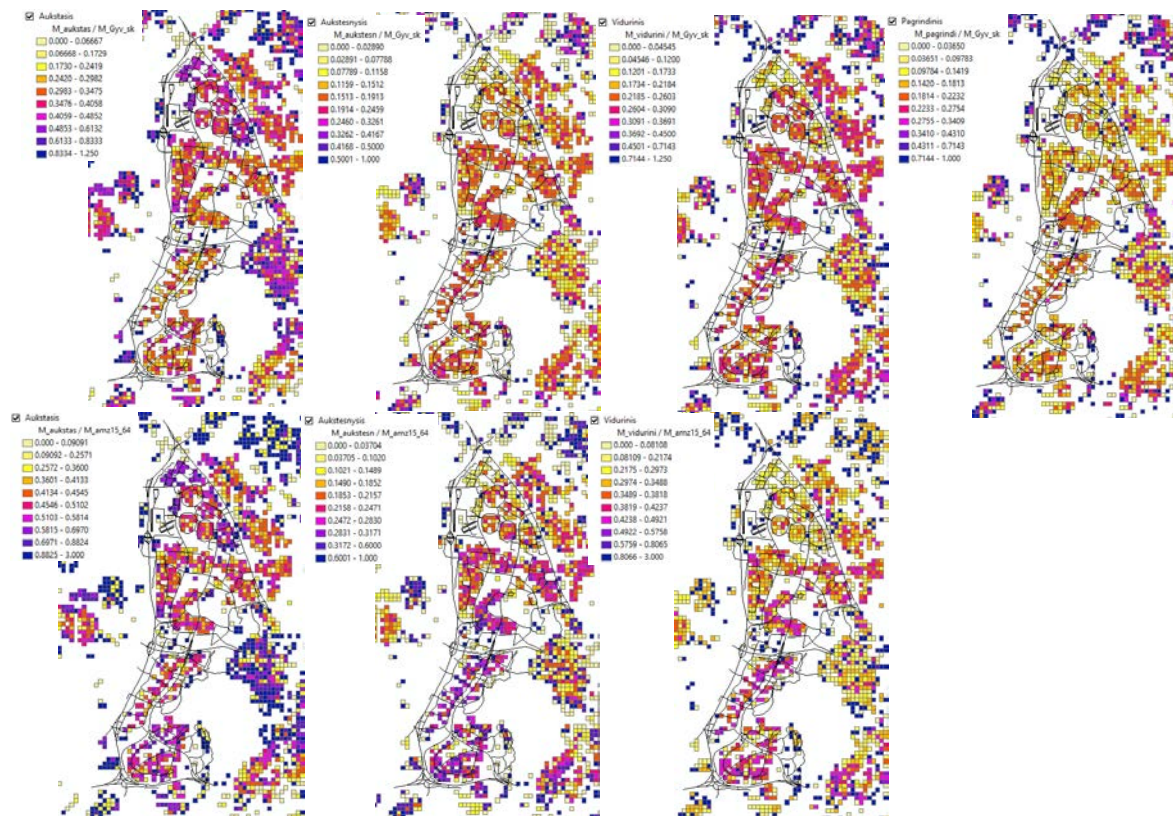 Aukstasis
M_aukstas / M_Gyv_sk
0.000 - 0.06667
0.06668 - 0.1729
0.1730 - 0.2419
0.2420 - 0.2982
0.2983 - 0.3475
0.3476 - 0.4058
0.4059 - 0.4852
0.4853 - 0.6132
0.6133 - 0.8333
0.8334 - 1.250
Aukstesnysis
M_aukstesn / M_Gyv_sk
0.000 - 0.02890
0.02891 - 0.07788
0.07789 - 0.1158
0.1159 - 0.1512
0.1513 - 0.1913
0.1914 - 0.2459
0.2460 - 0.3261
0.3262 - 0.4167
0.4168 - 0.5000
0.5001 - 1.000
Vidurinis
M_vidurini / M_Gyv_sk
0.000 - 0.04545
0.04546 - 0.1200
0.1201 - 0.1733
0.1734 - 0.2184
0.2185 - 0.2603
0.2604 - 0.3090
0.3091 - 0.3691
0.3692 - 0.4500
0.4501 - 0.7143
0.7144 - 1.250
Pagrindinis
M_pagrindi / M_Gyv_sk
0.000 - 0.03650
0.03651 - 0.09783
0.09784 - 0.1419
0.1420 - 0.1813
0.1814 - 0.2232
0.2233 - 0.2754
0.2755 - 0.3409
0.3410 - 0.4310
0.4311 - 0.7143
0.7144 - 1.000
Aukstasis
M_aukstas / M_amz15_64
0.000 - 0.09091
0.09092 - 0.2571
0.2572 - 0.3600
0.3601 - 0.4133
0.4134 - 0.4545
0.4546 - 0.5102
0.5103 - 0.5814
0.5815 - 0.6970
0.6971 - 0.8824
0.8825 - 3.000
Aukstesnysis
M_aukstesn / M_amz15_64
0.000 - 0.03704
0.03705 - 0.1020
0.1021 - 0.1489
0.1490 - 0.1852
0.1853 - 0.2157
0.2158 - 0.2471
0.2472 - 0.2830
0.2831 - 0.3171
0.3172 - 0.6000
0.6001 - 1.000
Vidurinis
M_vidurini / M_amz15_64
0.000 - 0.08108
0.08109 - 0.2174
0.2175 - 0.2973
0.2974 - 0.3488
0.3489 - 0.3818
0.3819 - 0.4237
0.4238 - 0.4921
0.4922 - 0.5758
0.5759 - 0.8065
0.8066 - 3.000